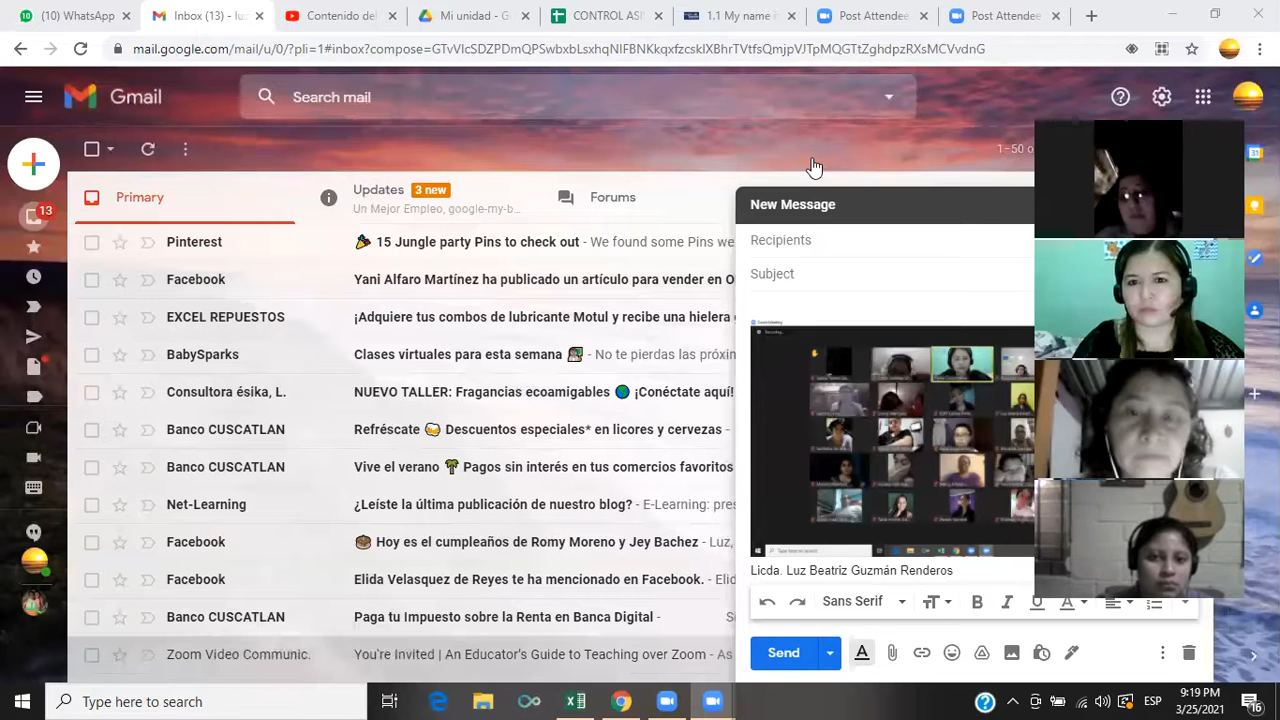 (10) WhatsApp
Inbox (13) - luz
Contenido del
Mi unidad - G
CONTROL ASI
1.1 My name i
Post Attendee
Post Attendee
mail.google.com/mail/u/0/?pli=1#inbox?compose=GTvVlcSDZPDmQPSwbxbLsxhqNlFBNKkqxfzcsklXBhrTVtfsQmjpVJTpMQGTtZghdpzRXsMCVvdnG
Gmail
Search mail
1–50 o
Primary
Updates 3 new
Un Mejor Empleo, google-my-b...
Forums
13
Pinterest 15 Jungle party Pins to check out - We found some Pins we
Facebook Yani Alfaro Martínez ha publicado un artículo para vender en O
EXCEL REPUESTOS ¡Adquiere tus combos de lubricante Motul y recibe una hielera
BabySparks Clases virtuales para esta semana - No te pierdas las próxin
Consultora ésika, L. NUEVO TALLER: Fragancias ecoamigables ¡Conéctate aquí!
Banco CUSCATLAN Refréscate Descuentos especiales* en licores y cervezas -
Banco CUSCATLAN Vive el verano Pagos sin interés en tus comercios favoritos
Net-Learning ¿Leíste la última publicación de nuestro blog? - E-Learning: pres
Facebook Hoy es el cumpleaños de Romy Moreno y Jey Bachez - Luz,
Facebook Elida Velasquez de Reyes te ha mencionado en Facebook. - Elid
Banco CUSCATLAN Paga tu Impuesto sobre la Renta en Banca Digital -
Zoom Video Communic. You're Invited | An Educator's Guide to Teaching over Zoom - As
New Message
Recipients
Subject
Type here to search
Licda. Luz Beatriz Guzmán Renderos
Sans Serif
Send
Type here to search
ESP
9:19 PM
3/25/2021
16